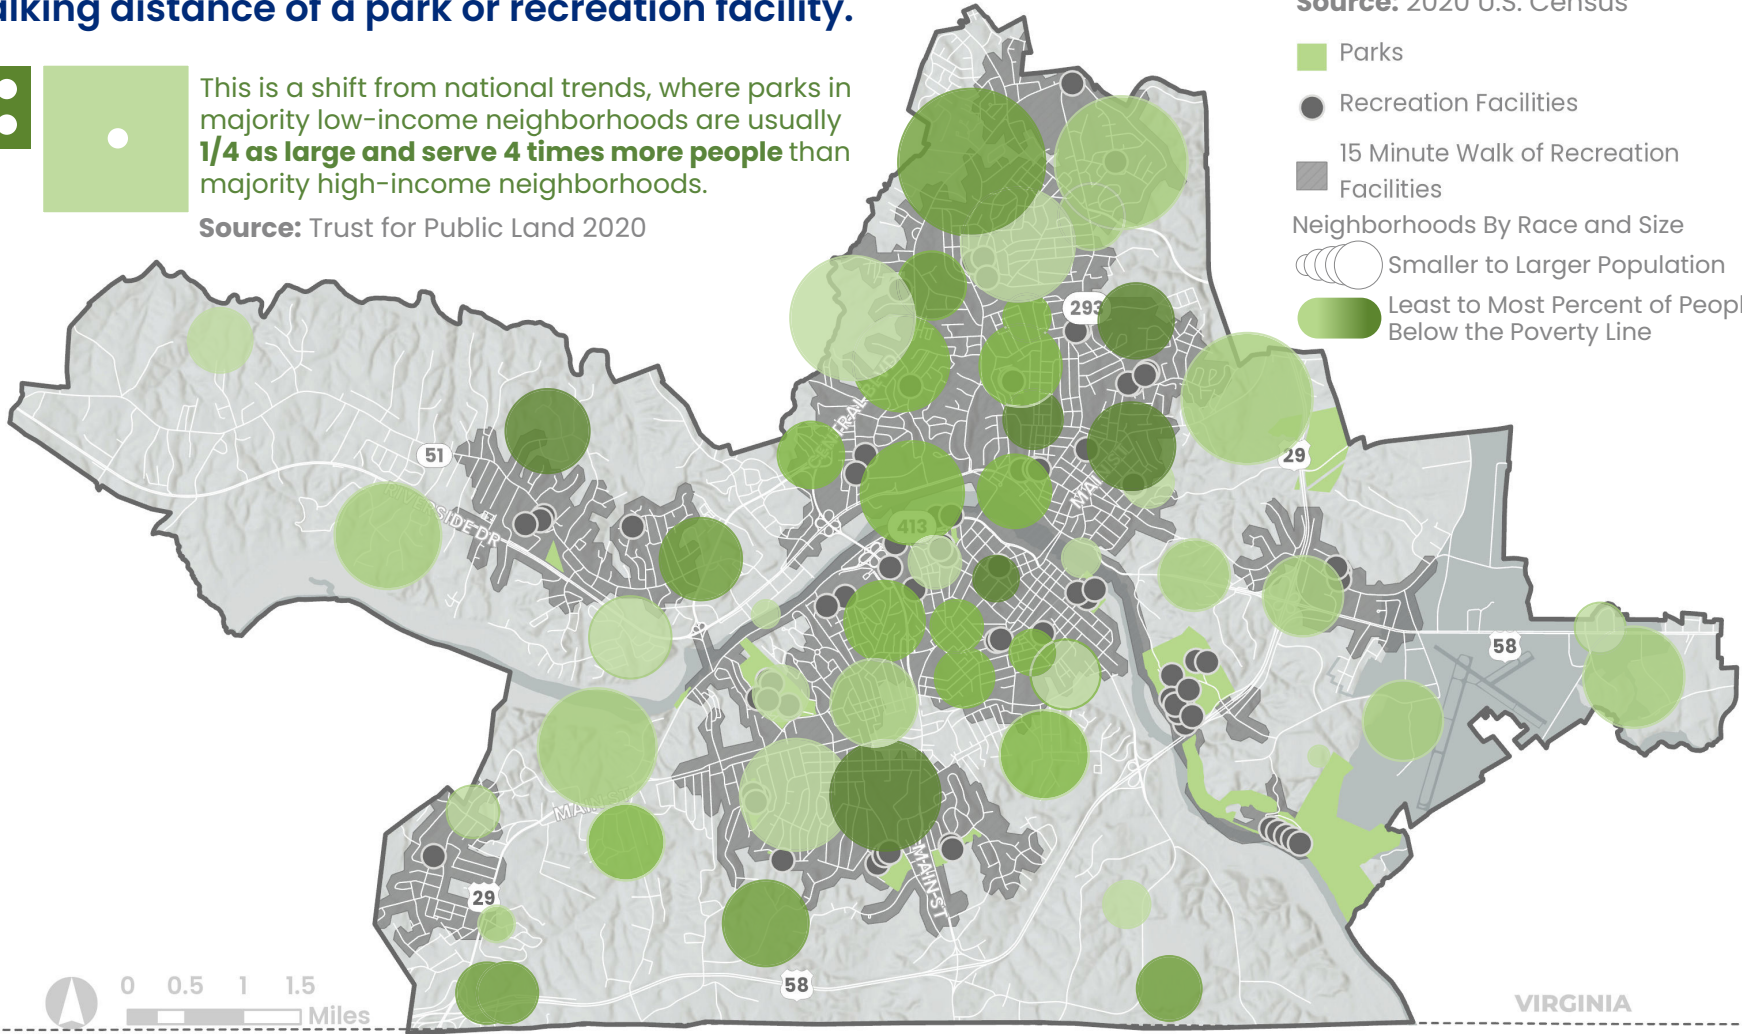 alking distance of a park or recreation facility.
This is a shift from national trends, where parks in
majority low-income neighborhoods are usually
1/4 as large and serve 4 times more people than
majority high-income neighborhoods.
Source: Trust for Public Land 2020
Source: 2020 U.S. Census
Parks
Recreation Facilities
15 Minute Walk of Recreation
Facilities
Neighborhoods By Race and Size
Smaller to Larger Population
Least to Most Percent of Peopl
Below the Poverty Line
293
51
29
413
58
MAIN ST
29
MAIN ST
58
0 0.5 1 1.5
Miles
VIRGINIA